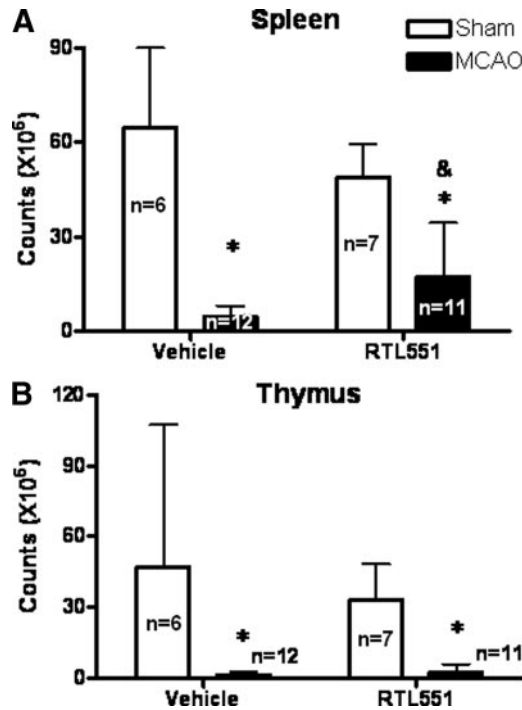 A Spleen
Sham
MCAO
Counts (X10⁶)
90
60
30
0
n=6
*
n=12
n=7
&
*
n=11
Vehicle RTL551
B Thymus
Counts (X10⁶)
120
90
60
30
0
n=6
*
n=12
n=7
*
n=11
Vehicle RTL551